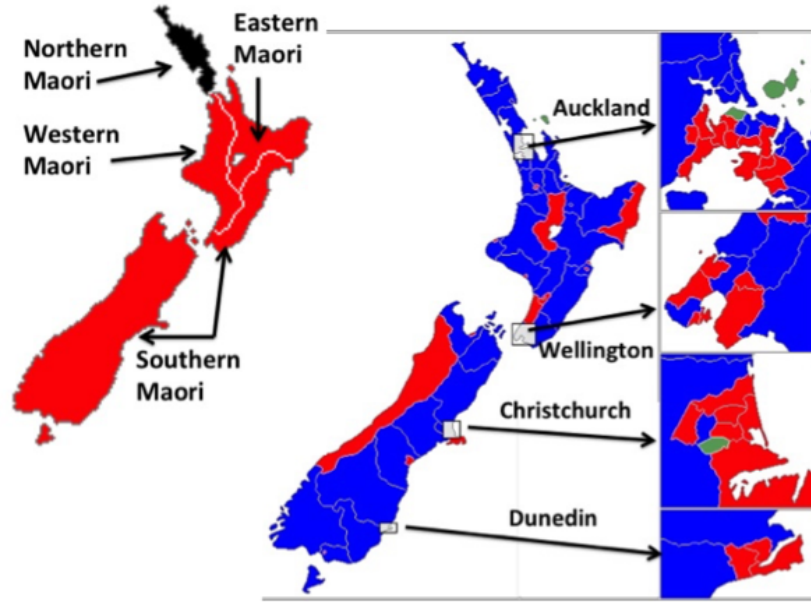 Northern
Maori
Eastern
Maori
Western
Maori
Southern
Maori
Auckland
Wellington
Christchurch
Dunedin